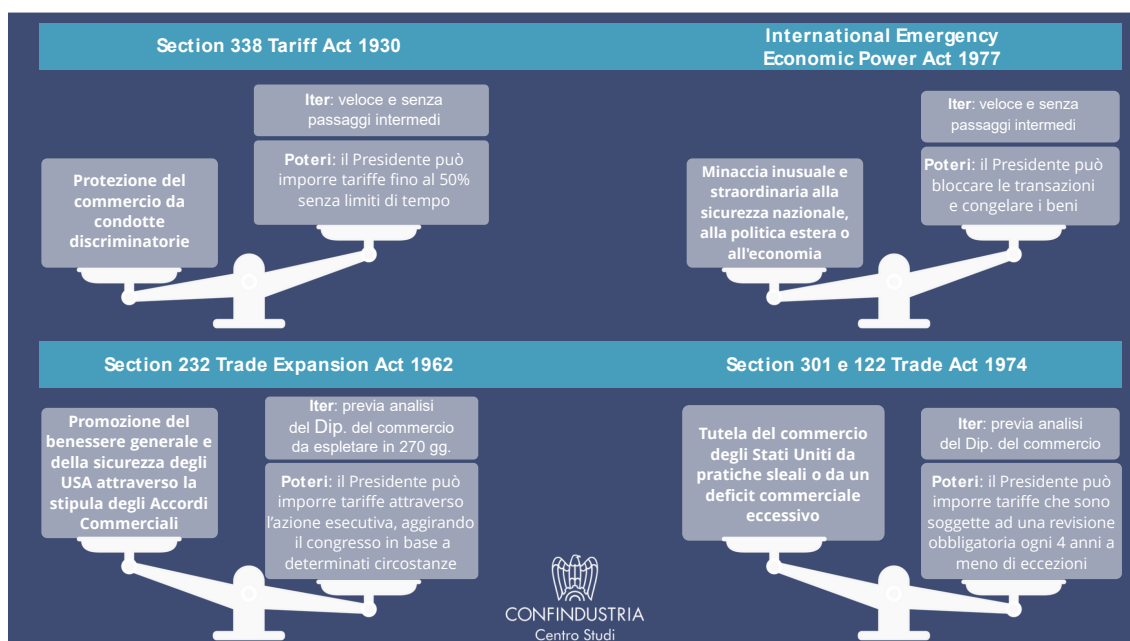 Section 338 Tariff Act 1930
Protezione del
commercio da
condotte
discriminatorie
Iter: veloce e senza
passaggi intermedi
Poteri: il Presidente può
imporre tariffe fino al 50%
senza limiti di tempo
International Emergency
Economic Power Act 1977
Minaccia inusuale e
straordinaria alla
sicurezza nazionale,
alla politica estera o
all'economia
Iter: veloce e senza
passaggi intermedi
Poteri: il Presidente può
bloccare le transazioni
e congelare i beni
Section 232 Trade Expansion Act 1962
Promozione del
benessere generale e
della sicurezza degli
USA attraverso la
stipula degli Accordi
Commerciali
Iter: previa analisi
del Dip. del commercio
da espletare in 270 gg.
Poteri: il Presidente può
imporre tariffe attraverso
l'azione esecutiva, aggirando
il congresso in base a
determinati circostanze
Section 301 e 122 Trade Act 1974
Tutela del commercio
degli Stati Uniti da
pratiche sleali o da un
deficit commerciale
eccessivo
Iter: previa analisi
del Dip. del commercio
Poteri: il Presidente può
imporre tariffe che sono
soggette ad una revisione
obbligatoria ogni 4 anni a
meno di eccezioni
CONFINDUSTRIA
Centro Studi